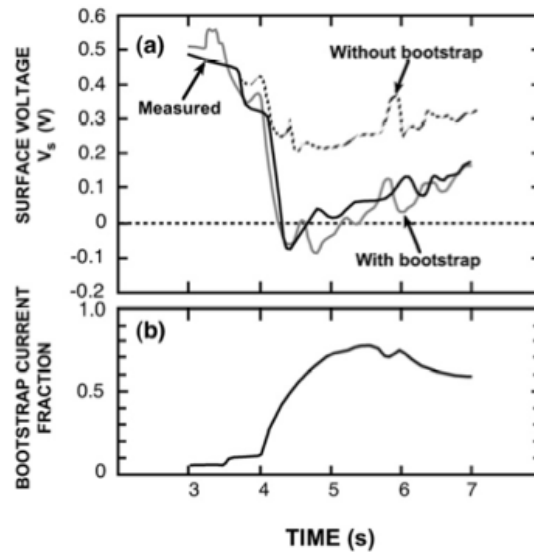 0.6
(a)
0.5
Without bootstrap
0.4
Measured
0.3
0.2
0.1
0
-0.1
With bootstrap
-0.2
SURFACE VOLTAGE
Vₛ (V)
1.0
(b)
0.5
0
BOOTSTRAP CURRENT
FRACTION
3 4 5 6 7
TIME (s)